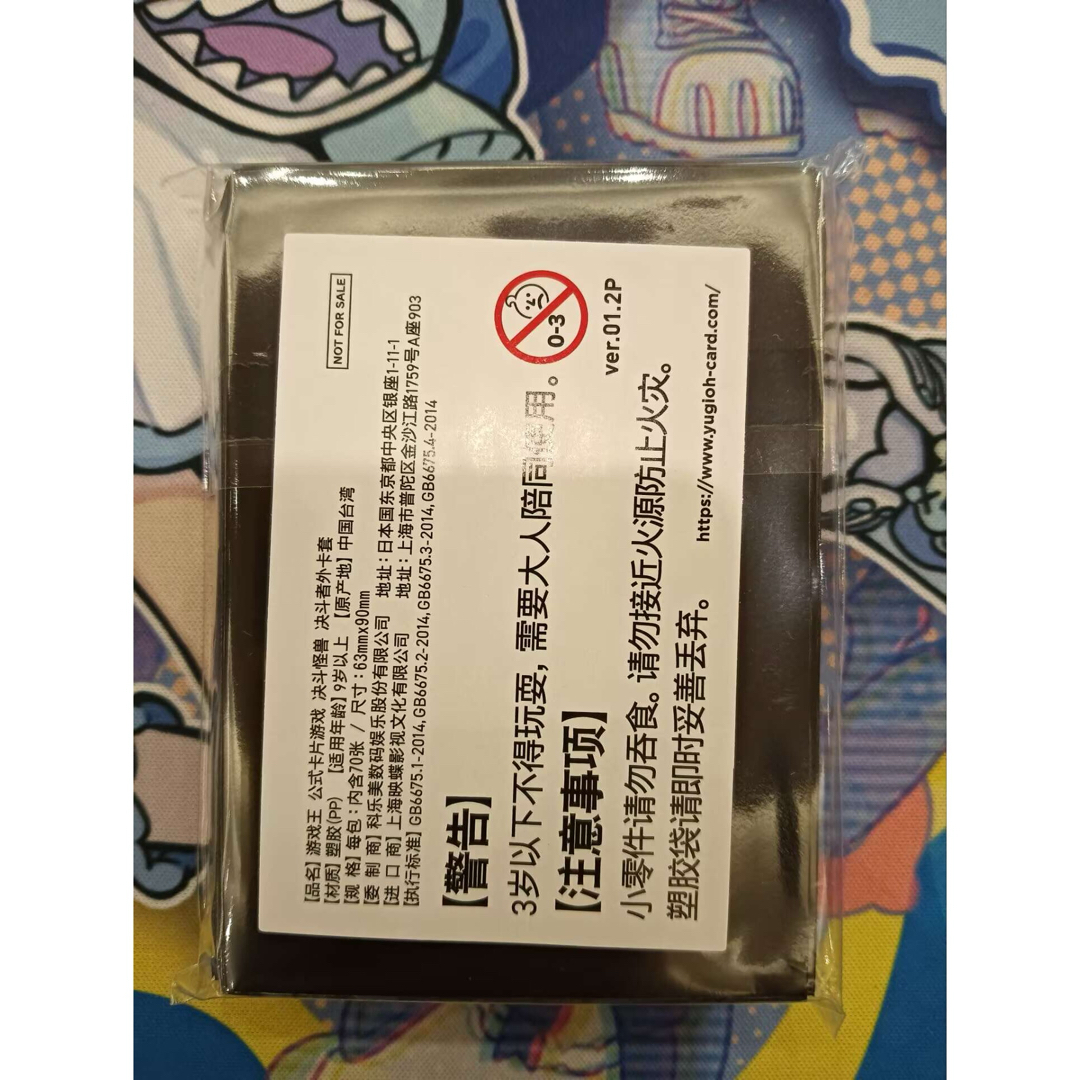 NOT FOR SALE
【品名】游戏王 公式卡片游戏 决斗怪兽 决斗者外卡套
【材质】塑胶(PP) 【适用年龄】9岁以上 【原产地】中国台湾
【规 格】每包：内含70张 / 尺寸：63mmx90mm
【委 制 商】科乐美数码娱乐股份有限公司 地址：日本国东京都中央区银座1-11-1
【进 口 商】上海映蝶影视文化有限公司 地址：上海市普陀区金沙江路1759号A座903
【执行标准】GB6675.1-2014,GB6675.2-2014,GB6675.3-2014,GB6675.4-2014
【警告】
3岁以下不得玩耍，需要大人陪同使用。
0-3
【注意事项】
ver.01.2P
小零件请勿吞食。请勿接近火源防止火灾。
塑胶袋请即时妥善丢弃。
https://www.yugioh-card.com/